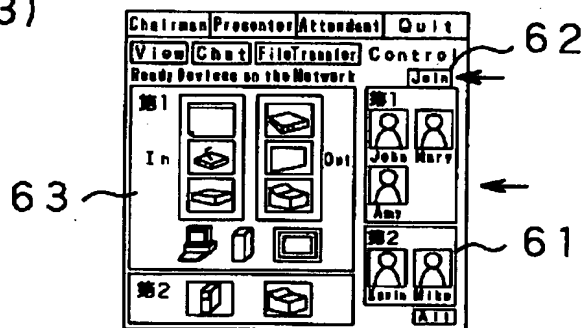 3)
Chairman Presenter Attendant Quit
View Chat FileTransfer Control
Ready Devices on the Network Join
62
第1 第1
In Out
John Mary
63
Amy
61
第2 第2
Kevin Mike
All